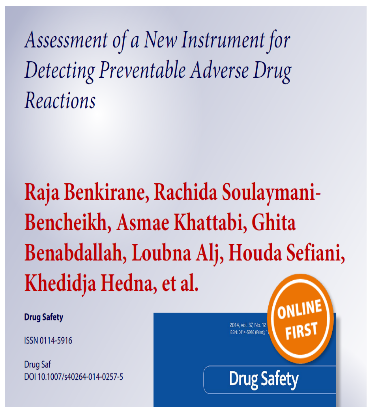 Assessment of a New Instrument for
Detecting Preventable Adverse Drug
Reactions
Raja Benkirane, Rachida Soulaymani-
Bencheikh, Asmae Khattabi, Ghita
Benabdallah, Loubna Alj, Houda Sefiani,
Khedidja Hedna, et al.
Drug Safety
ISSN 0114-5916
Drug Saf
DOI 10.1007/s40264-014-0257-5
ONLINE
FIRST
Drug Safety